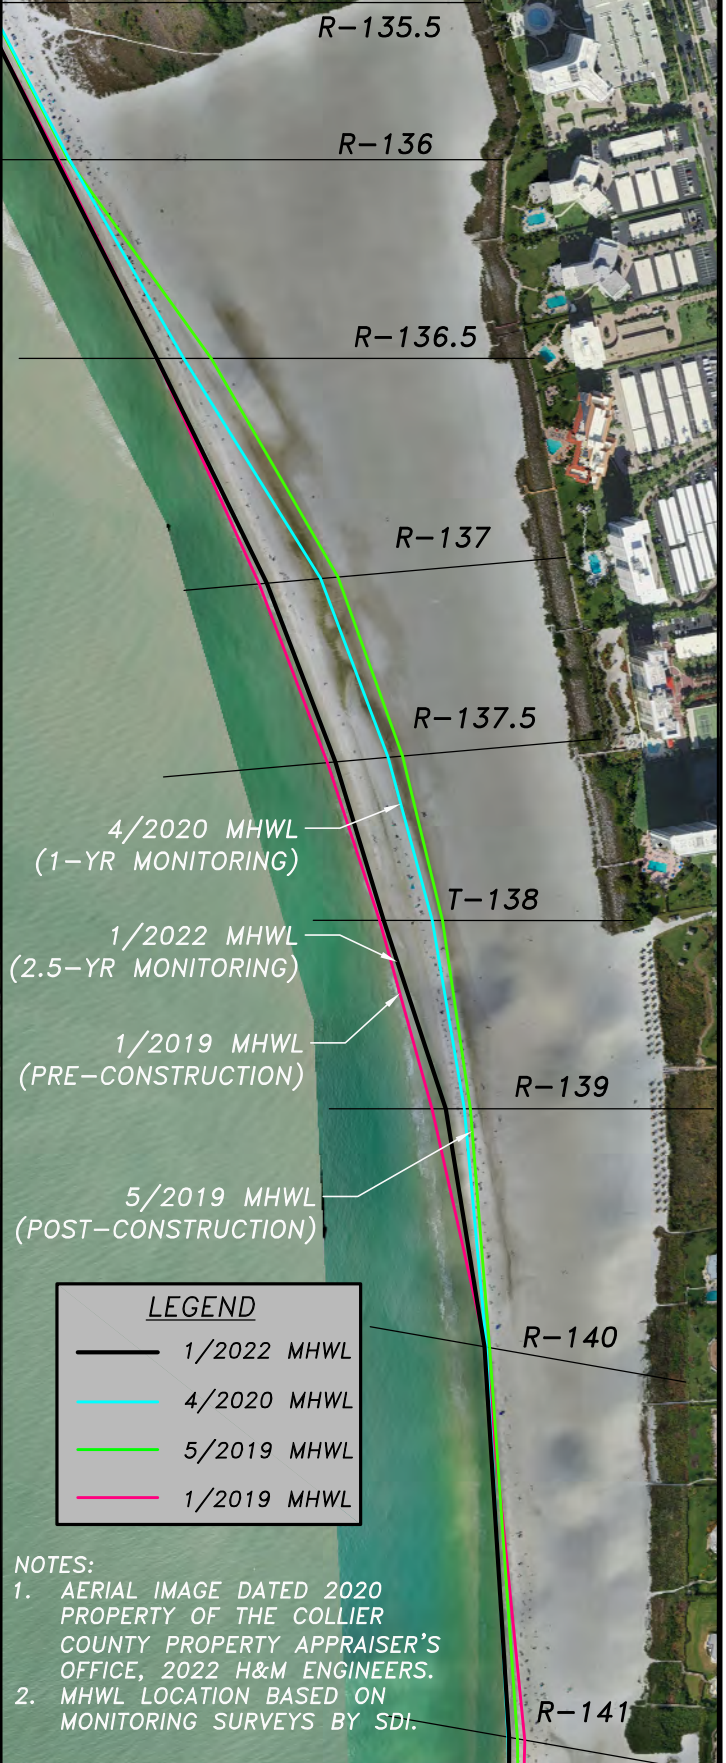 R-135.5
R-136
R-136.5
R-137
R-137.5
4/2020 MHWL
(1-YR MONITORING)
T-138
1/2022 MHWL
(2.5-YR MONITORING)
1/2019 MHWL
(PRE-CONSTRUCTION)
R-139
5/2019 MHWL
(POST-CONSTRUCTION)
LEGEND
1/2022 MHWL
4/2020 MHWL
5/2019 MHWL
1/2019 MHWL
R-140
NOTES:
1. AERIAL IMAGE DATED 2020
PROPERTY OF THE COLLIER
COUNTY PROPERTY APPRAISER'S
OFFICE, 2022 H&M ENGINEERS.
2. MHWL LOCATION BASED ON
MONITORING SURVEYS BY SDI.
R-141